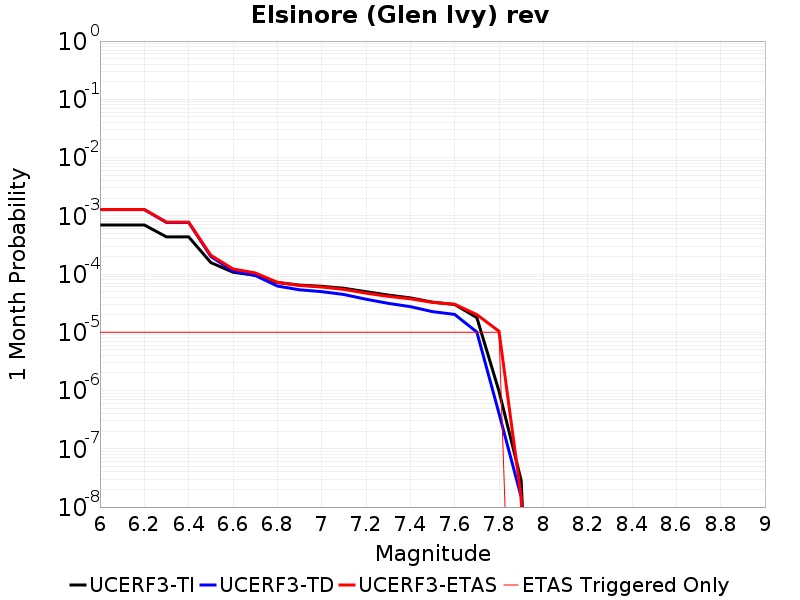 Elsinore (Glen Ivy) rev
1 Month Probability
10^0
10^-1
10^-2
10^-3
10^-4
10^-5
10^-6
10^-7
10^-8
6 6.2 6.4 6.6 6.8 7 7.2 7.4 7.6 7.8 8 8.2 8.4 8.6 8.8 9
Magnitude
UCERF3-TI UCERF3-TD UCERF3-ETAS ETAS Triggered Only